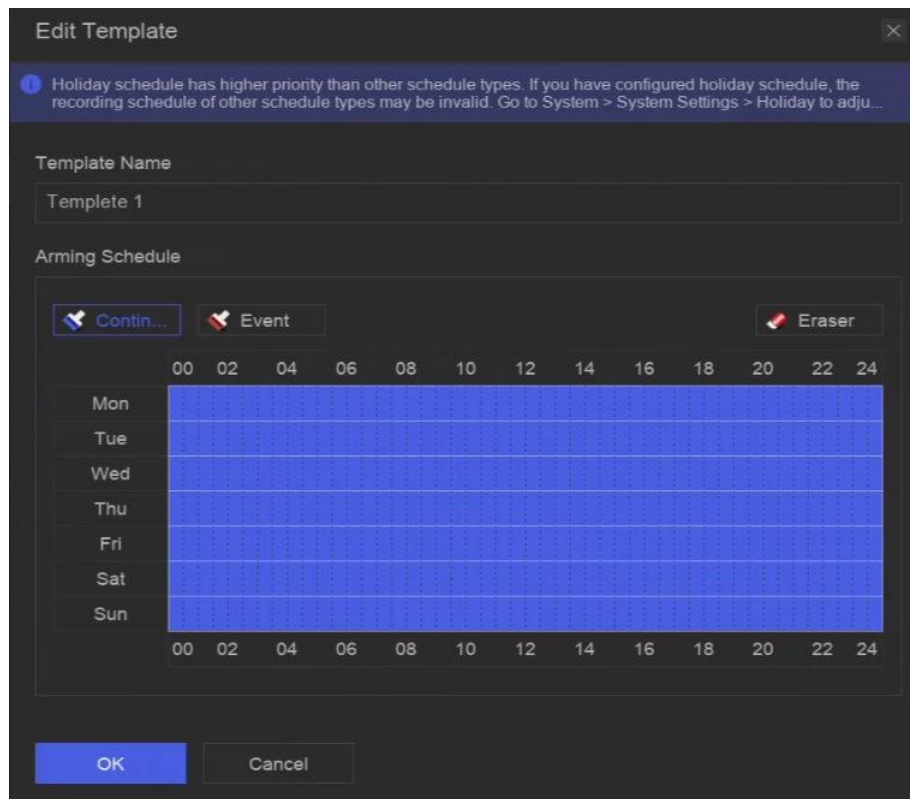 Edit Template
Holiday schedule has higher priority than other schedule types. If you have configured holiday schedule, the
recording schedule of other schedule types may be invalid. Go to System > System Settings > Holiday to adju...
Template Name
Templete 1
Arming Schedule
Contin...
Event
Eraser
00 02 04 06 08 10 12 14 16 18 20 22 24
Mon
Tue
Wed
Thu
Fri
Sat
Sun
00 02 04 06 08 10 12 14 16 18 20 22 24
OK
Cancel